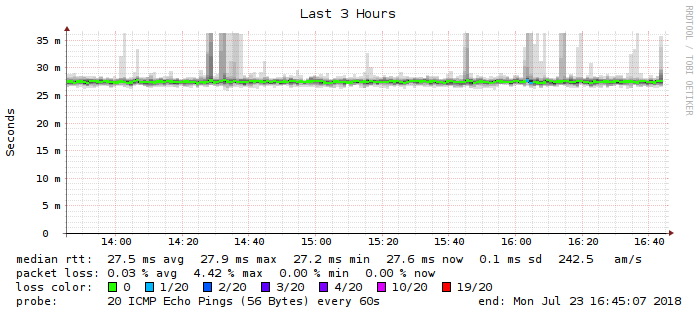 Last 3 Hours
RRDTOOL / TOBI OETIKER
Seconds
35 m
30 m
25 m
20 m
15 m
10 m
5 m
0
14:00 14:20 14:40 15:00 15:20 15:40 16:00 16:20 16:40
median rtt: 27.5 ms avg 27.9 ms max 27.2 ms min 27.6 ms now 0.1 ms sd 242.5 am/s
packet loss: 0.03 % avg 4.42 % max 0.00 % min 0.00 % now
loss color: 0 1/20 2/20 3/20 4/20 10/20 19/20
probe: 20 ICMP Echo Pings (56 Bytes) every 60s end: Mon Jul 23 16:45:07 2018